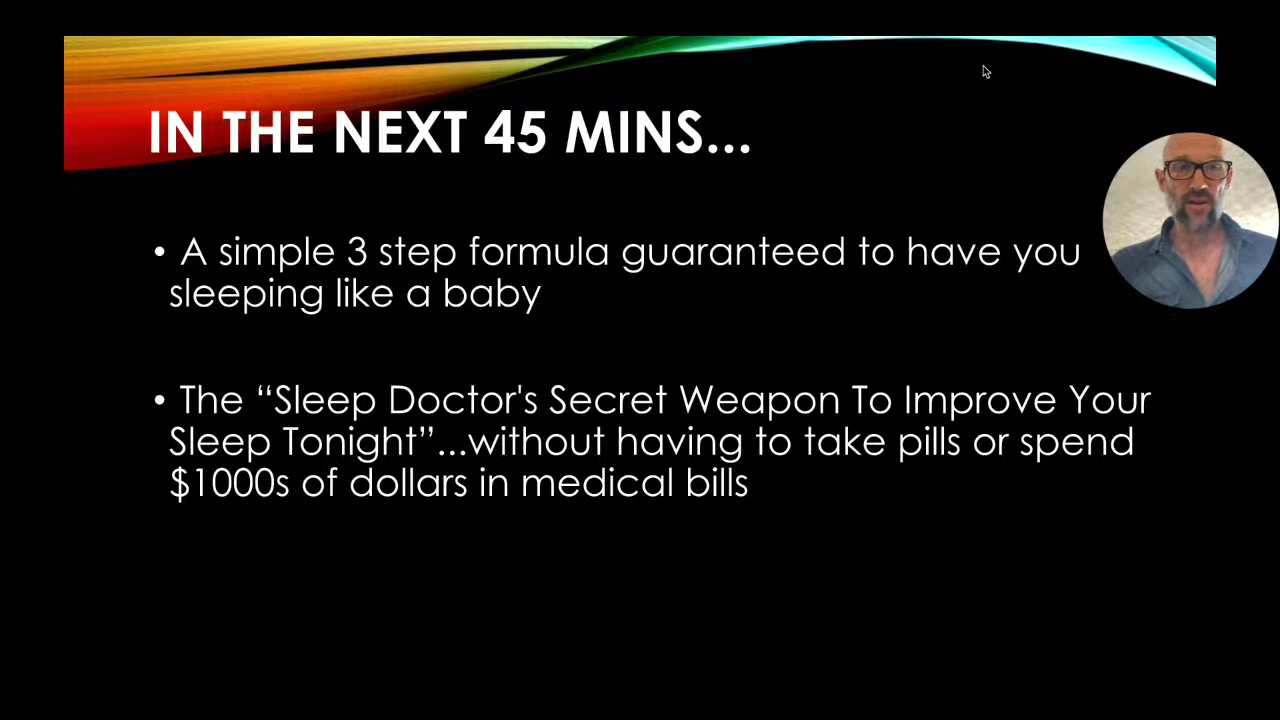 IN THE NEXT 45 MINS...
• A simple 3 step formula guaranteed to have you
sleeping like a baby
• The “Sleep Doctor's Secret Weapon To Improve Your
Sleep Tonight”...without having to take pills or spend
$1000s of dollars in medical bills